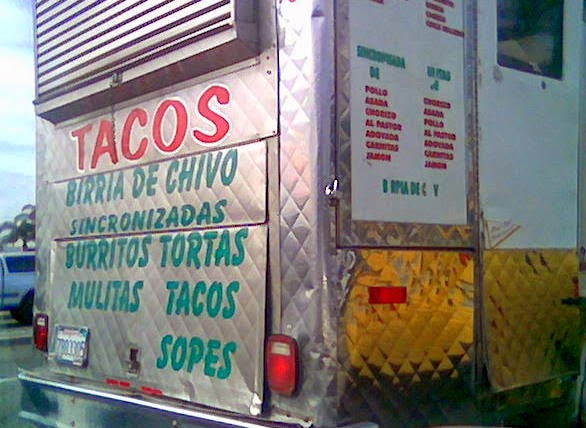 TACOS
BIRRIA DE CHIVO
SINCRONIZADAS
BURRITOS TORTAS
MULITAS TACOS
SOPES
SINCRONIZADA
DE
POLLO
ASADA
CHORIZO
AL PASTOR
ADOVADA
CARNITAS
JAMON
CHORIZO
ASADA
POLLO
AL PASTOR
ADOVADA
CARNITAS
JAMON